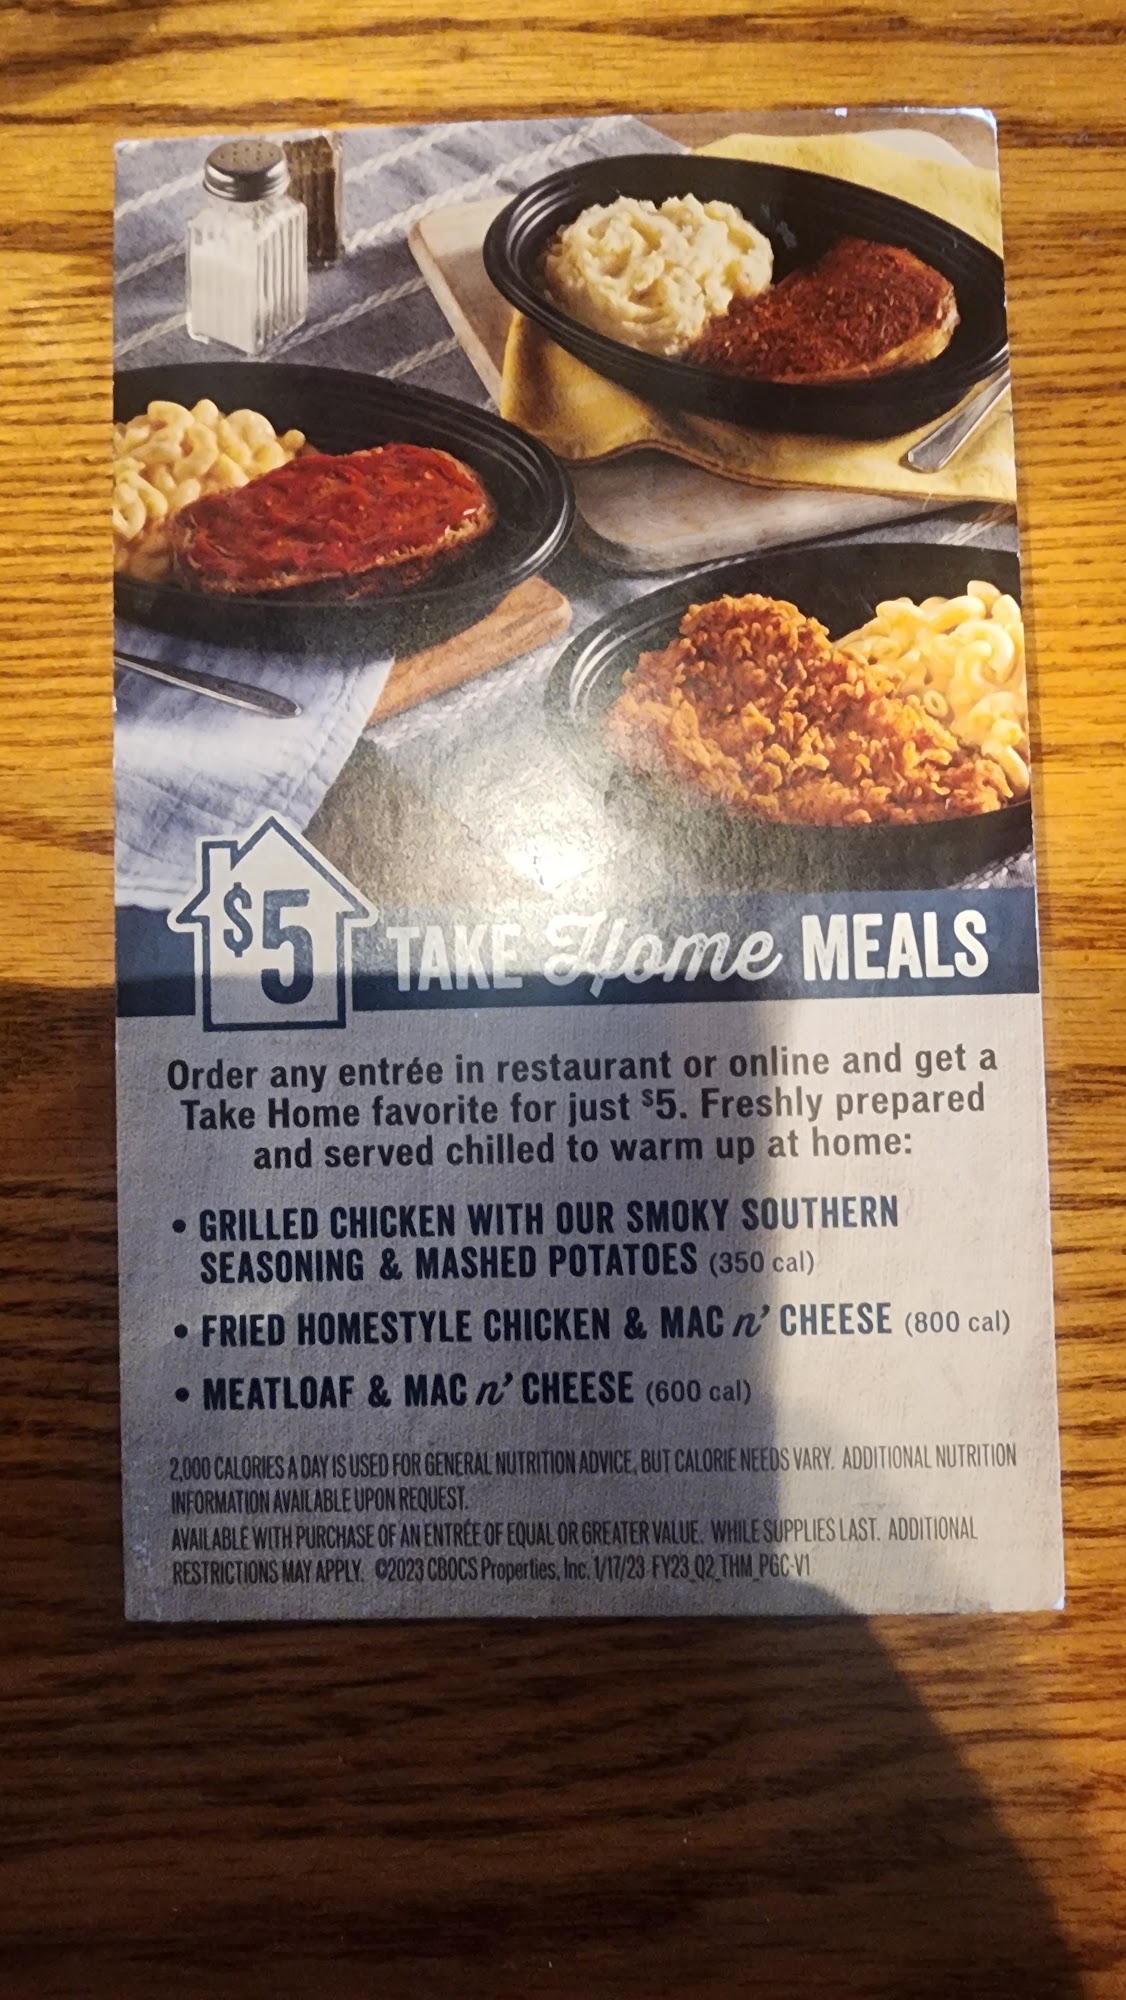 $5 TAKE Home MEALS
Order any entrée in restaurant or online and get a
Take Home favorite for just $5. Freshly prepared
and served chilled to warm up at home:
• GRILLED CHICKEN WITH OUR SMOKY SOUTHERN
SEASONING & MASHED POTATOES (350 cal)
• FRIED HOMESTYLE CHICKEN & MAC n' CHEESE (800 cal)
• MEATLOAF & MAC n' CHEESE (600 cal)
2,000 CALORIES A DAY IS USED FOR GENERAL NUTRITION ADVICE, BUT CALORIE NEEDS VARY. ADDITIONAL NUTRITION
INFORMATION AVAILABLE UPON REQUEST.
AVAILABLE WITH PURCHASE OF AN ENTRÉE OF EQUAL OR GREATER VALUE. WHILE SUPPLIES LAST. ADDITIONAL
RESTRICTIONS MAY APPLY. ©2023 CBOCS Properties, Inc. 1/17/23 FY23_Q2_THM_PGC-V1